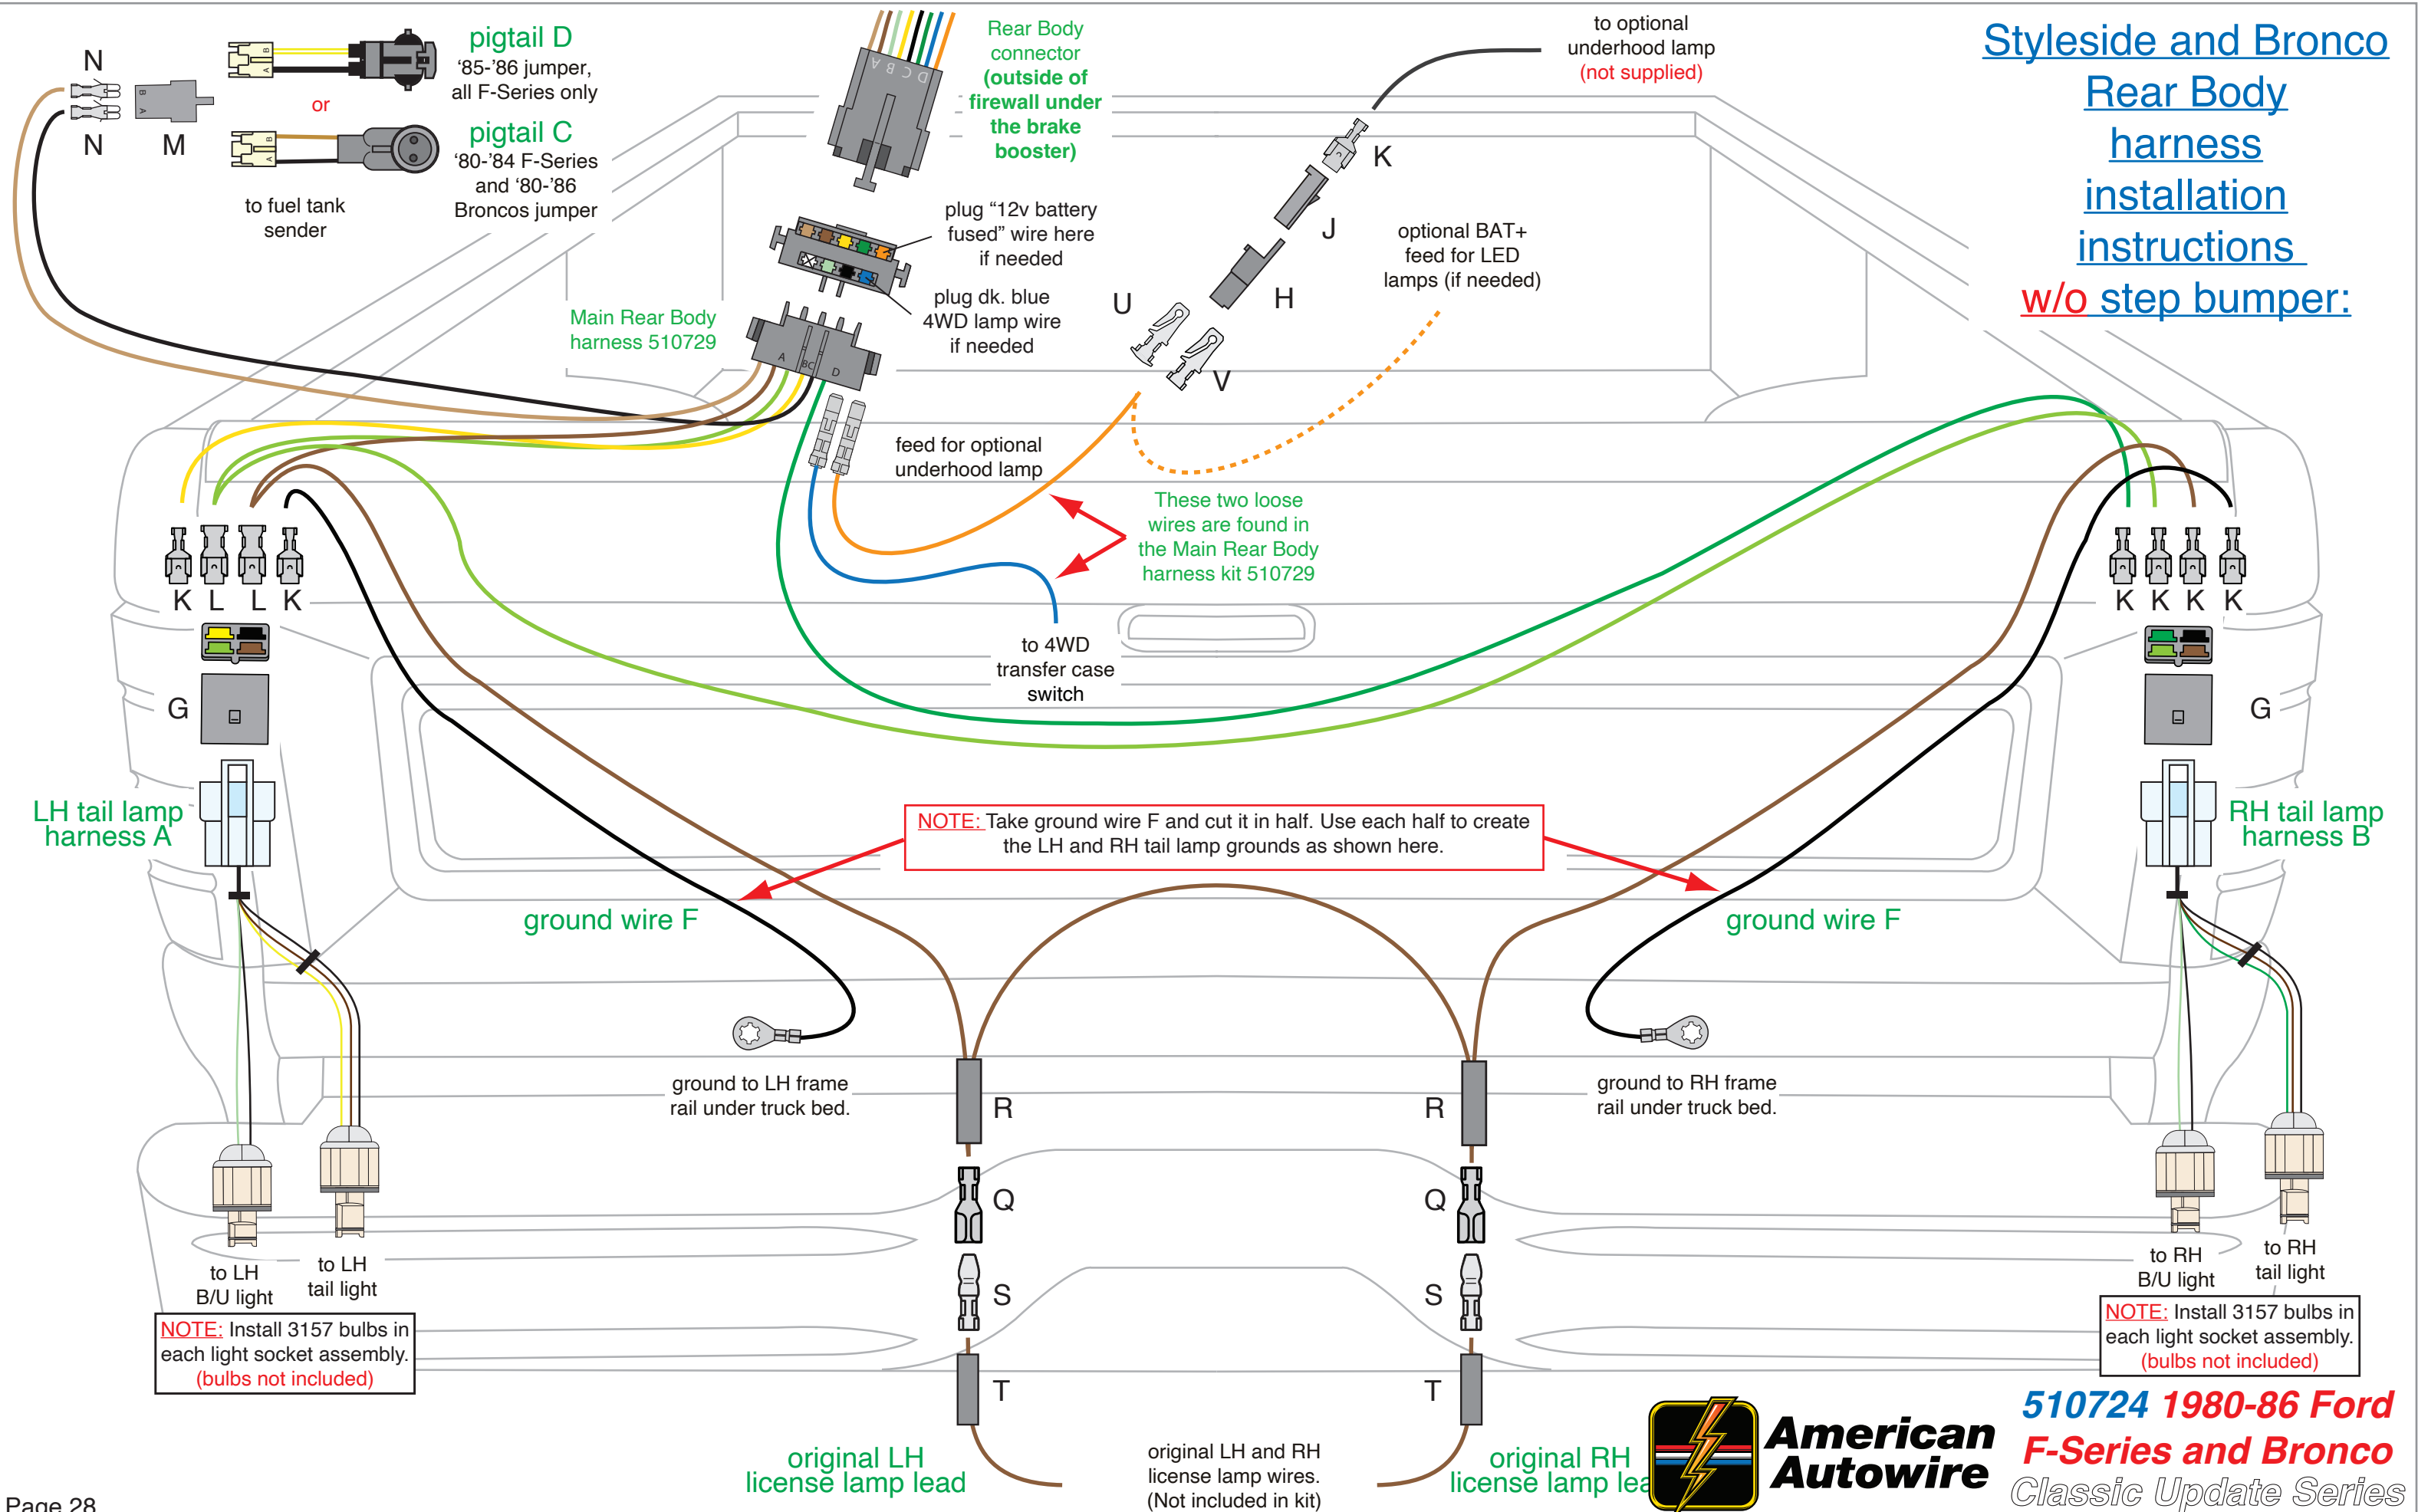 Styleside and Bronco
Rear Body
harness
installation
instructions
w/o step bumper:
N
N
M
B
A
pigtail D
‘85-’86 jumper,
all F-Series only
or
B
A
pigtail C
‘80-’84 F-Series
and ‘80-’86
Broncos jumper
B
A
to fuel tank
sender
Rear Body
connector
(outside of
firewall under
the brake
booster)
A B C D
plug “12v battery
fused” wire here
if needed
plug dk. blue
4WD lamp wire
if needed
Main Rear Body
harness 510729
A
BC
D
to optional
underhood lamp
(not supplied)
K
J
H
U
V
optional BAT+
feed for LED
lamps (if needed)
feed for optional
underhood lamp
These two loose
wires are found in
the Main Rear Body
harness kit 510729
to 4WD
transfer case
switch
K L L K
K K K K
G
G
LH tail lamp
harness A
RH tail lamp
harness B
NOTE: Take ground wire F and cut it in half. Use each half to create
the LH and RH tail lamp grounds as shown here.
ground wire F
ground wire F
ground to LH frame
rail under truck bed.
ground to RH frame
rail under truck bed.
R
R
Q
Q
S
S
T
T
to LH
B/U light
to LH
tail light
to RH
B/U light
to RH
tail light
NOTE: Install 3157 bulbs in
each light socket assembly.
(bulbs not included)
NOTE: Install 3157 bulbs in
each light socket assembly.
(bulbs not included)
original LH
license lamp lead
original LH and RH
license lamp wires.
(Not included in kit)
original RH
license lamp lea
American
Autowire
510724 1980-86 Ford
F-Series and Bronco
Classic Update Series
Page 28